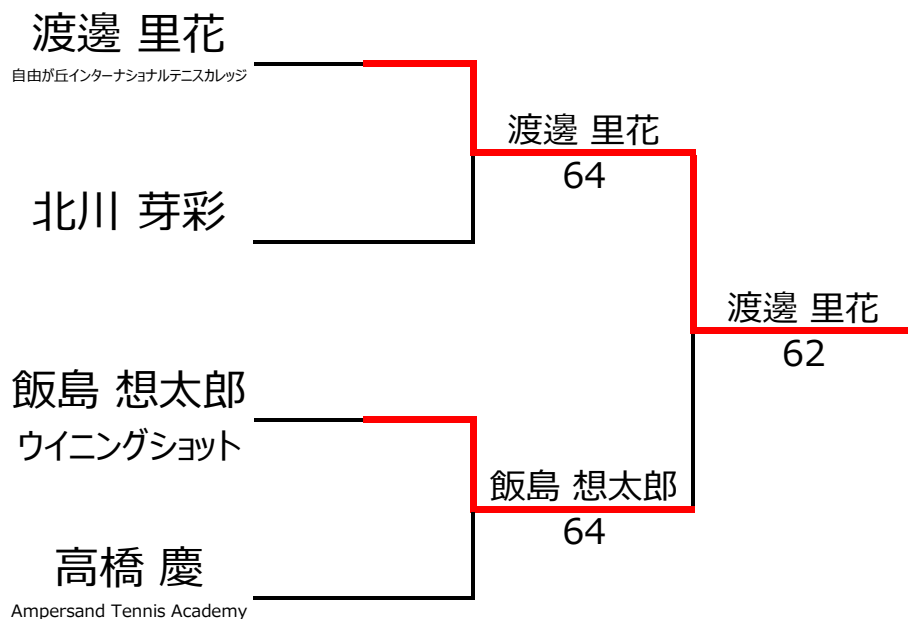 渡邊 里花
自由が丘インターナショナルテニスカレッジ
渡邊 里花
64
北川 芽彩
渡邊 里花
62
飯島 想太郎
ウイニングショット
飯島 想太郎
64
高橋 慶
Ampersand Tennis Academy